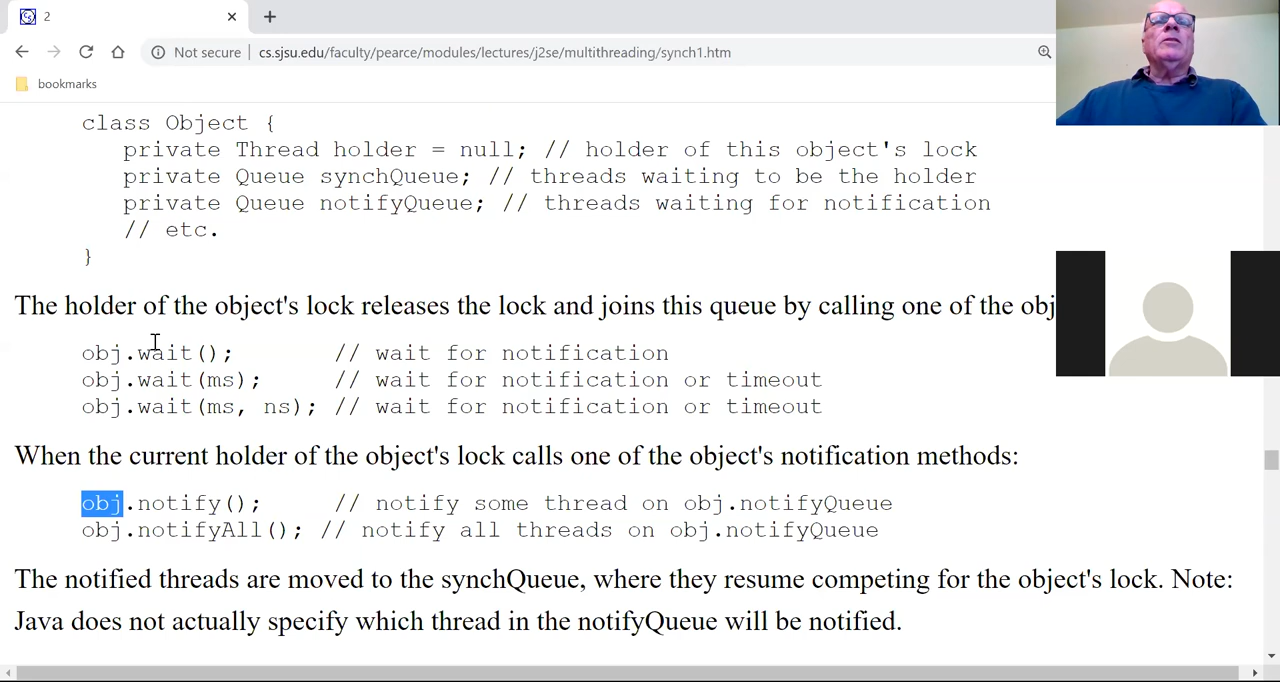 2
Not secure
cs.sjsu.edu/faculty/pearce/modules/lectures/j2se/multithreading/synch1.htm
bookmarks
class Object {
private Thread holder = null; // holder of this object's lock
private Queue synchQueue; // threads waiting to be the holder
private Queue notifyQueue; // threads waiting for notification
// etc.
}
The holder of the object's lock releases the lock and joins this queue by calling one of the obj
obj.wait(); // wait for notification
obj.wait(ms); // wait for notification or timeout
obj.wait(ms, ns); // wait for notification or timeout
When the current holder of the object's lock calls one of the object's notification methods:
obj.notify(); // notify some thread on obj.notifyQueue
obj.notifyAll(); // notify all threads on obj.notifyQueue
The notified threads are moved to the synchQueue, where they resume competing for the object's lock. Note:
Java does not actually specify which thread in the notifyQueue will be notified.